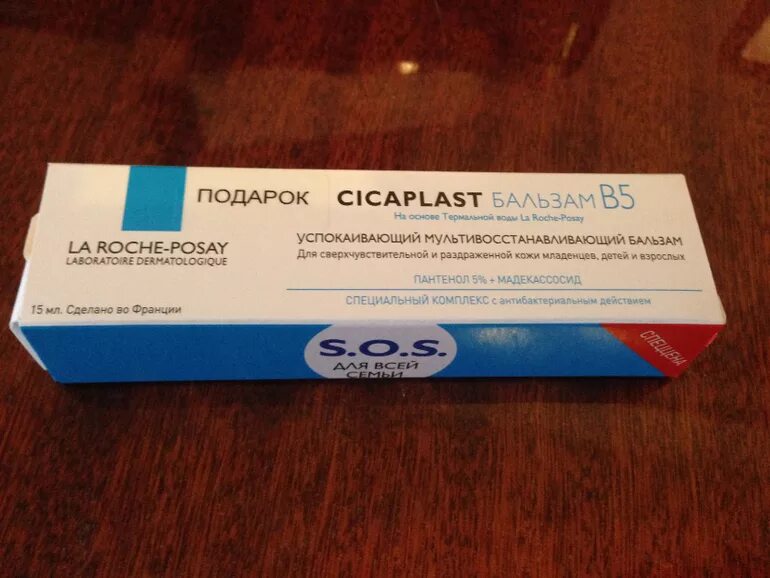 ПОДАРОК
LA ROCHE-POSAY
LABORATOIRE DERMATOLOGIQUE
15 мл. Сделано во Франции
CICAPLAST БАЛЬЗАМ B5
На основе Термальной воды La Roche-Posay
УСПОКАИВАЮЩИЙ МУЛЬТИВОССТАНАВЛИВАЮЩИЙ БАЛЬЗАМ
Для сверхчувствительной и раздраженной кожи младенцев, детей и взрослых
ПАНТЕНОЛ 5% + МАДЕКАССОСИД
СПЕЦИАЛЬНЫЙ КОМПЛЕКС с антибактериальным действием
S.O.S.
ДЛЯ ВСЕЙ
СЕМЬИ
СПЕЦЦЕНА